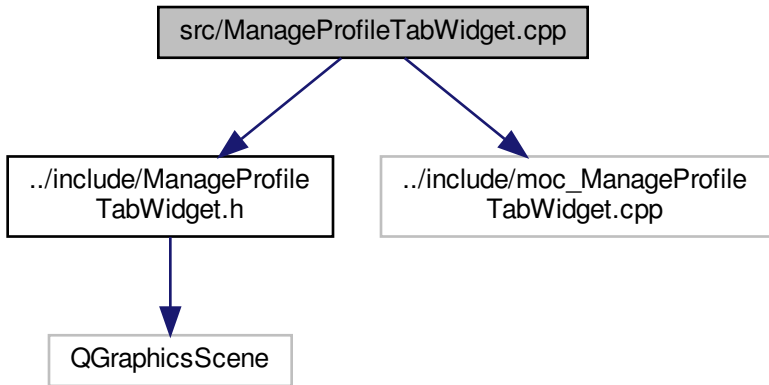 src/ManageProfileTabWidget.cpp
../include/ManageProfile
TabWidget.h
../include/moc_ManageProfile
TabWidget.cpp
QGraphicsScene